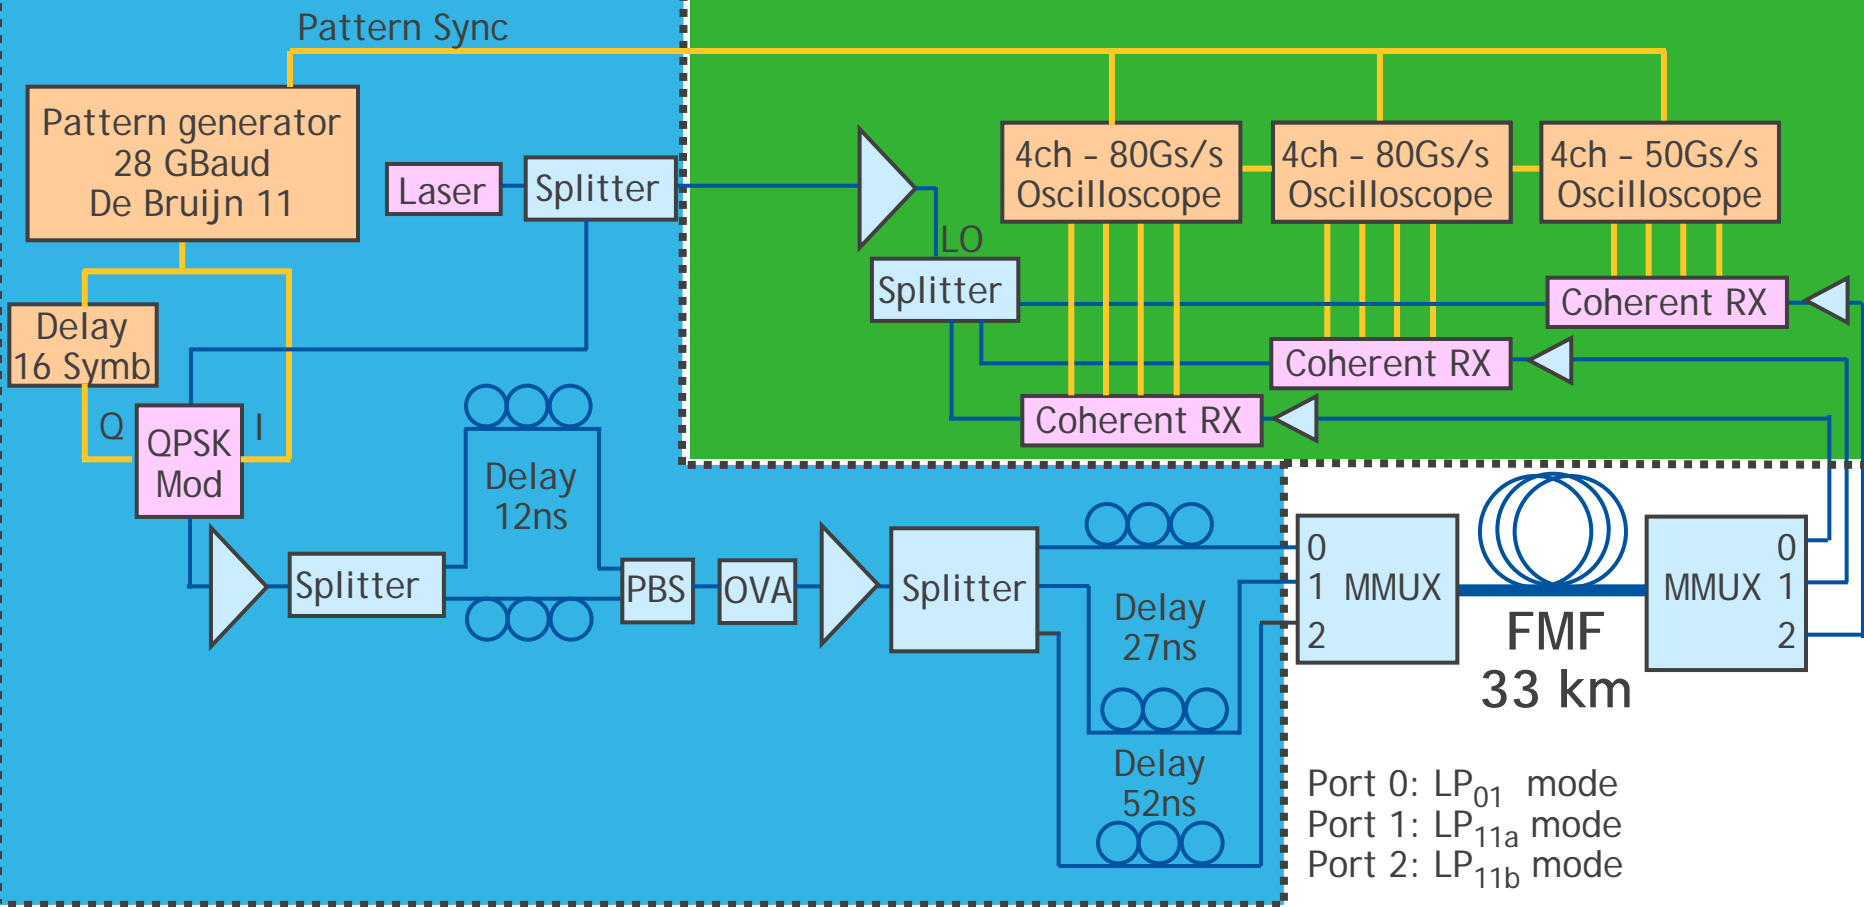 Pattern Sync
Pattern generator
28 GBaud
De Bruijn 11
Laser
Splitter
4ch - 80Gs/s
Oscilloscope
4ch - 80Gs/s
Oscilloscope
4ch - 50Gs/s
Oscilloscope
LO
Splitter
Coherent RX
Coherent RX
Coherent RX
Delay
16 Symb
Q
I
QPSK
Mod
Delay
12ns
Splitter
PBS
OVA
Splitter
Delay
27ns
Delay
52ns
0
1
2
MMUX
FMF
33 km
MMUX
0
1
2
Port 0: LP01 mode
Port 1: LP11a mode
Port 2: LP11b mode